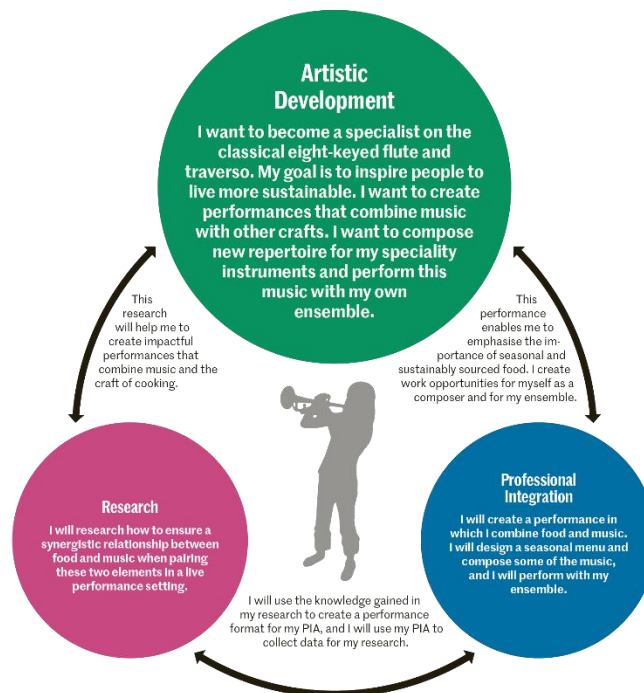 Artistic
Development
I want to become a specialist on the
classical eight-keyed flute and
traverso. My goal is to inspire people to
live more sustainable. I want to create
performances that combine music
with other crafts. I want to compose
new repertoire for my speciality
instruments and perform this
music with my own
ensemble.
This
research
will help me to
create impactful
performances that
combine music and the
craft of cooking.
This
performance
enables me to
emphasise the im-
portance of seasonal and
sustainably sourced food. I create
work opportunities for myself as a
composer and for my ensemble.
Research
I will research how to ensure a
synergistic relationship between
food and music when pairing
these two elements in a live
performance setting.
Professional
Integration
I will create a performance in
which I combine food and music.
I will design a seasonal menu and
compose some of the music,
and I will perform with my
ensemble.
I will use the knowledge gained in
my research to create a performance
format for my PIA, and I will use my PIA to
collect data for my research.